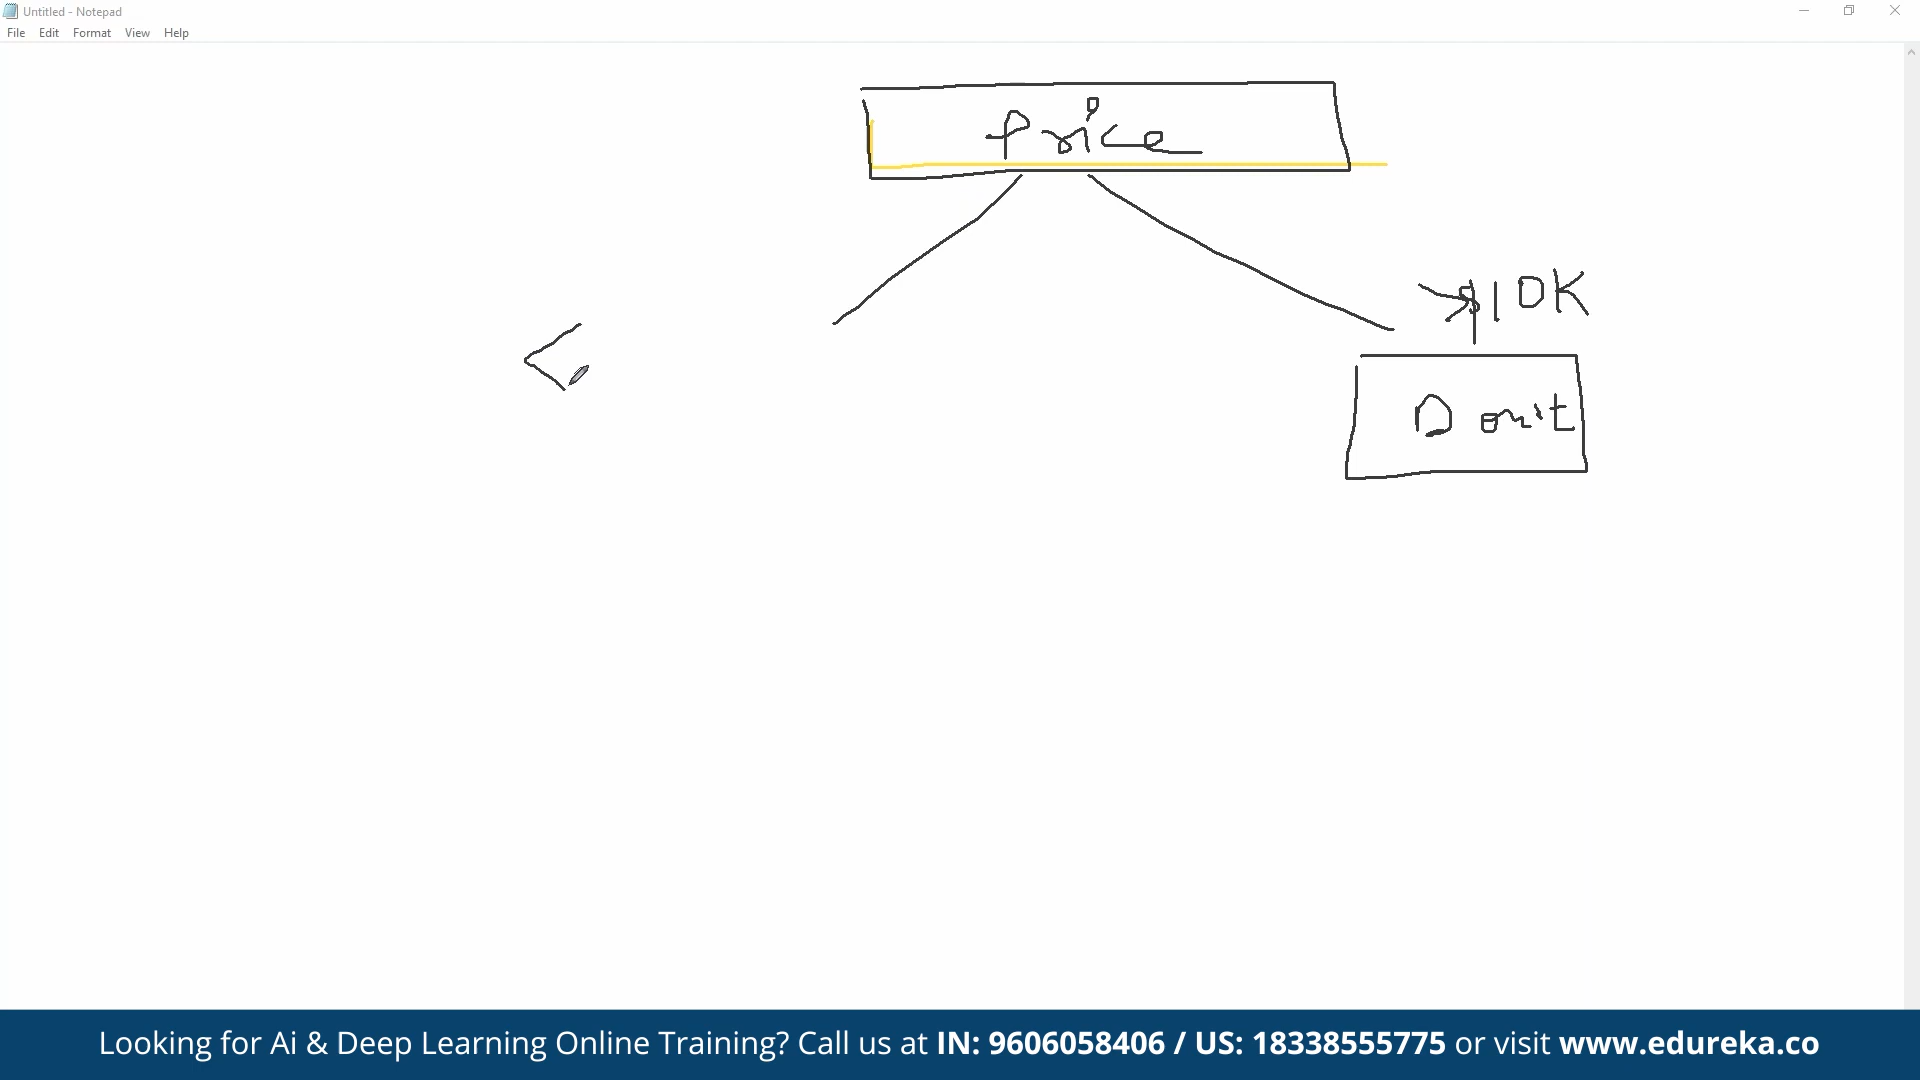 Untitled - Notepad
File Edit Format View Help
Price
>$10K
<
Don't
Looking for Ai & Deep Learning Online Training? Call us at IN: 9606058406 / US: 18338555775 or visit www.edureka.co